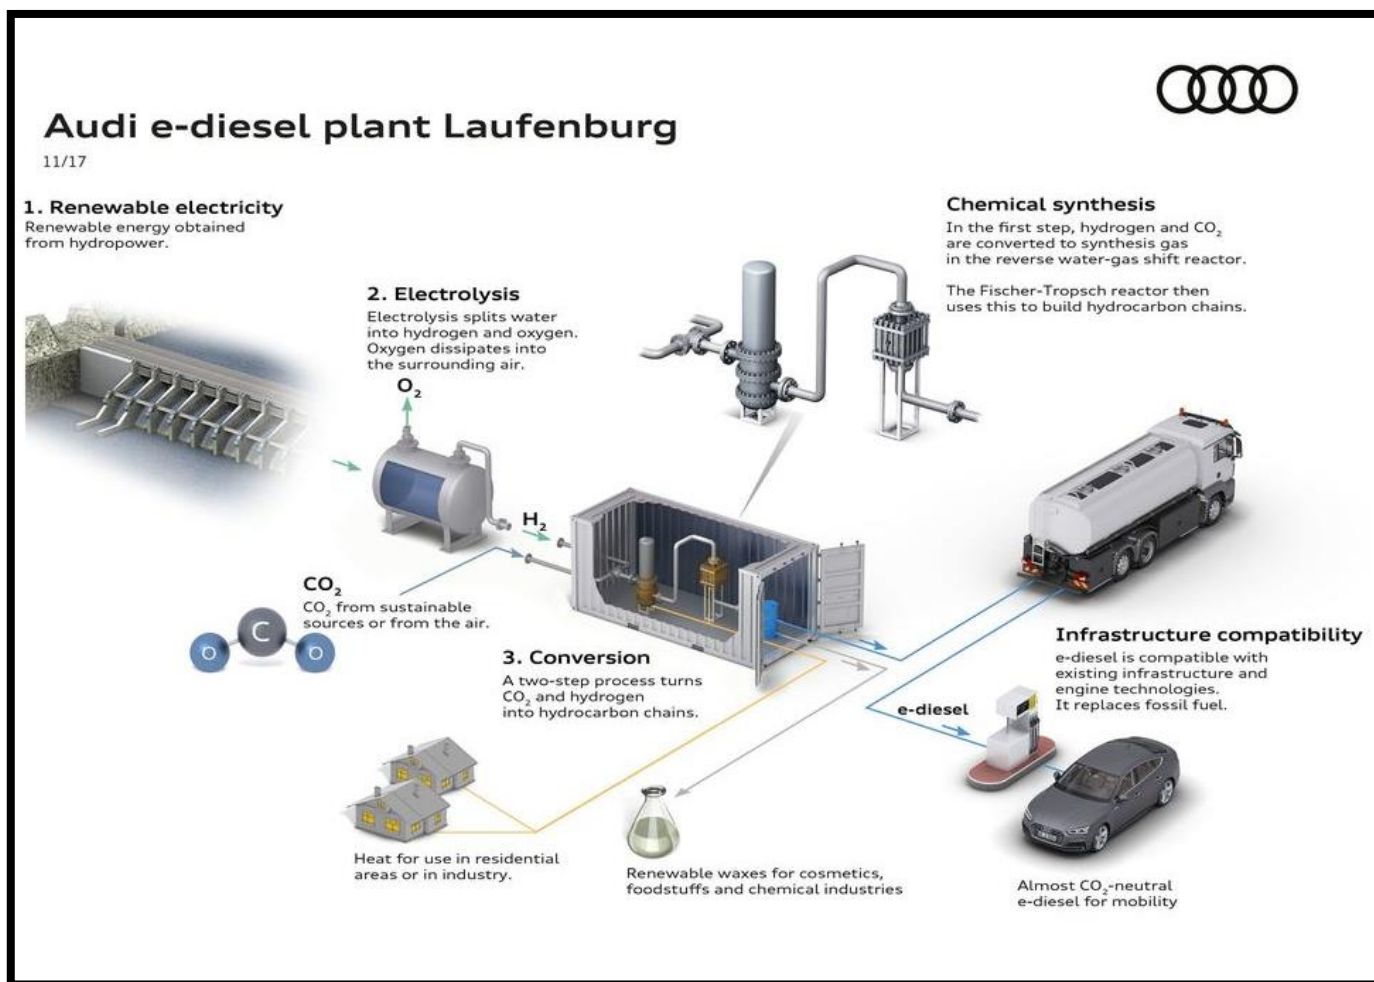 Audi e-diesel plant Laufenburg
11/17
1. Renewable electricity
Renewable energy obtained
from hydropower.
2. Electrolysis
Electrolysis splits water
into hydrogen and oxygen.
Oxygen dissipates into
the surrounding air.
O₂
H₂
CO₂
CO₂ from sustainable
sources or from the air.
O C O
3. Conversion
A two-step process turns
CO₂ and hydrogen
into hydrocarbon chains.
Chemical synthesis
In the first step, hydrogen and CO₂
are converted to synthesis gas
in the reverse water-gas shift reactor.
The Fischer-Tropsch reactor then
uses this to build hydrocarbon chains.
Infrastructure compatibility
e-diesel is compatible with
existing infrastructure and
engine technologies.
It replaces fossil fuel.
e-diesel
Heat for use in residential
areas or in industry.
Renewable waxes for cosmetics,
foodstuffs and chemical industries
Almost CO₂-neutral
e-diesel for mobility